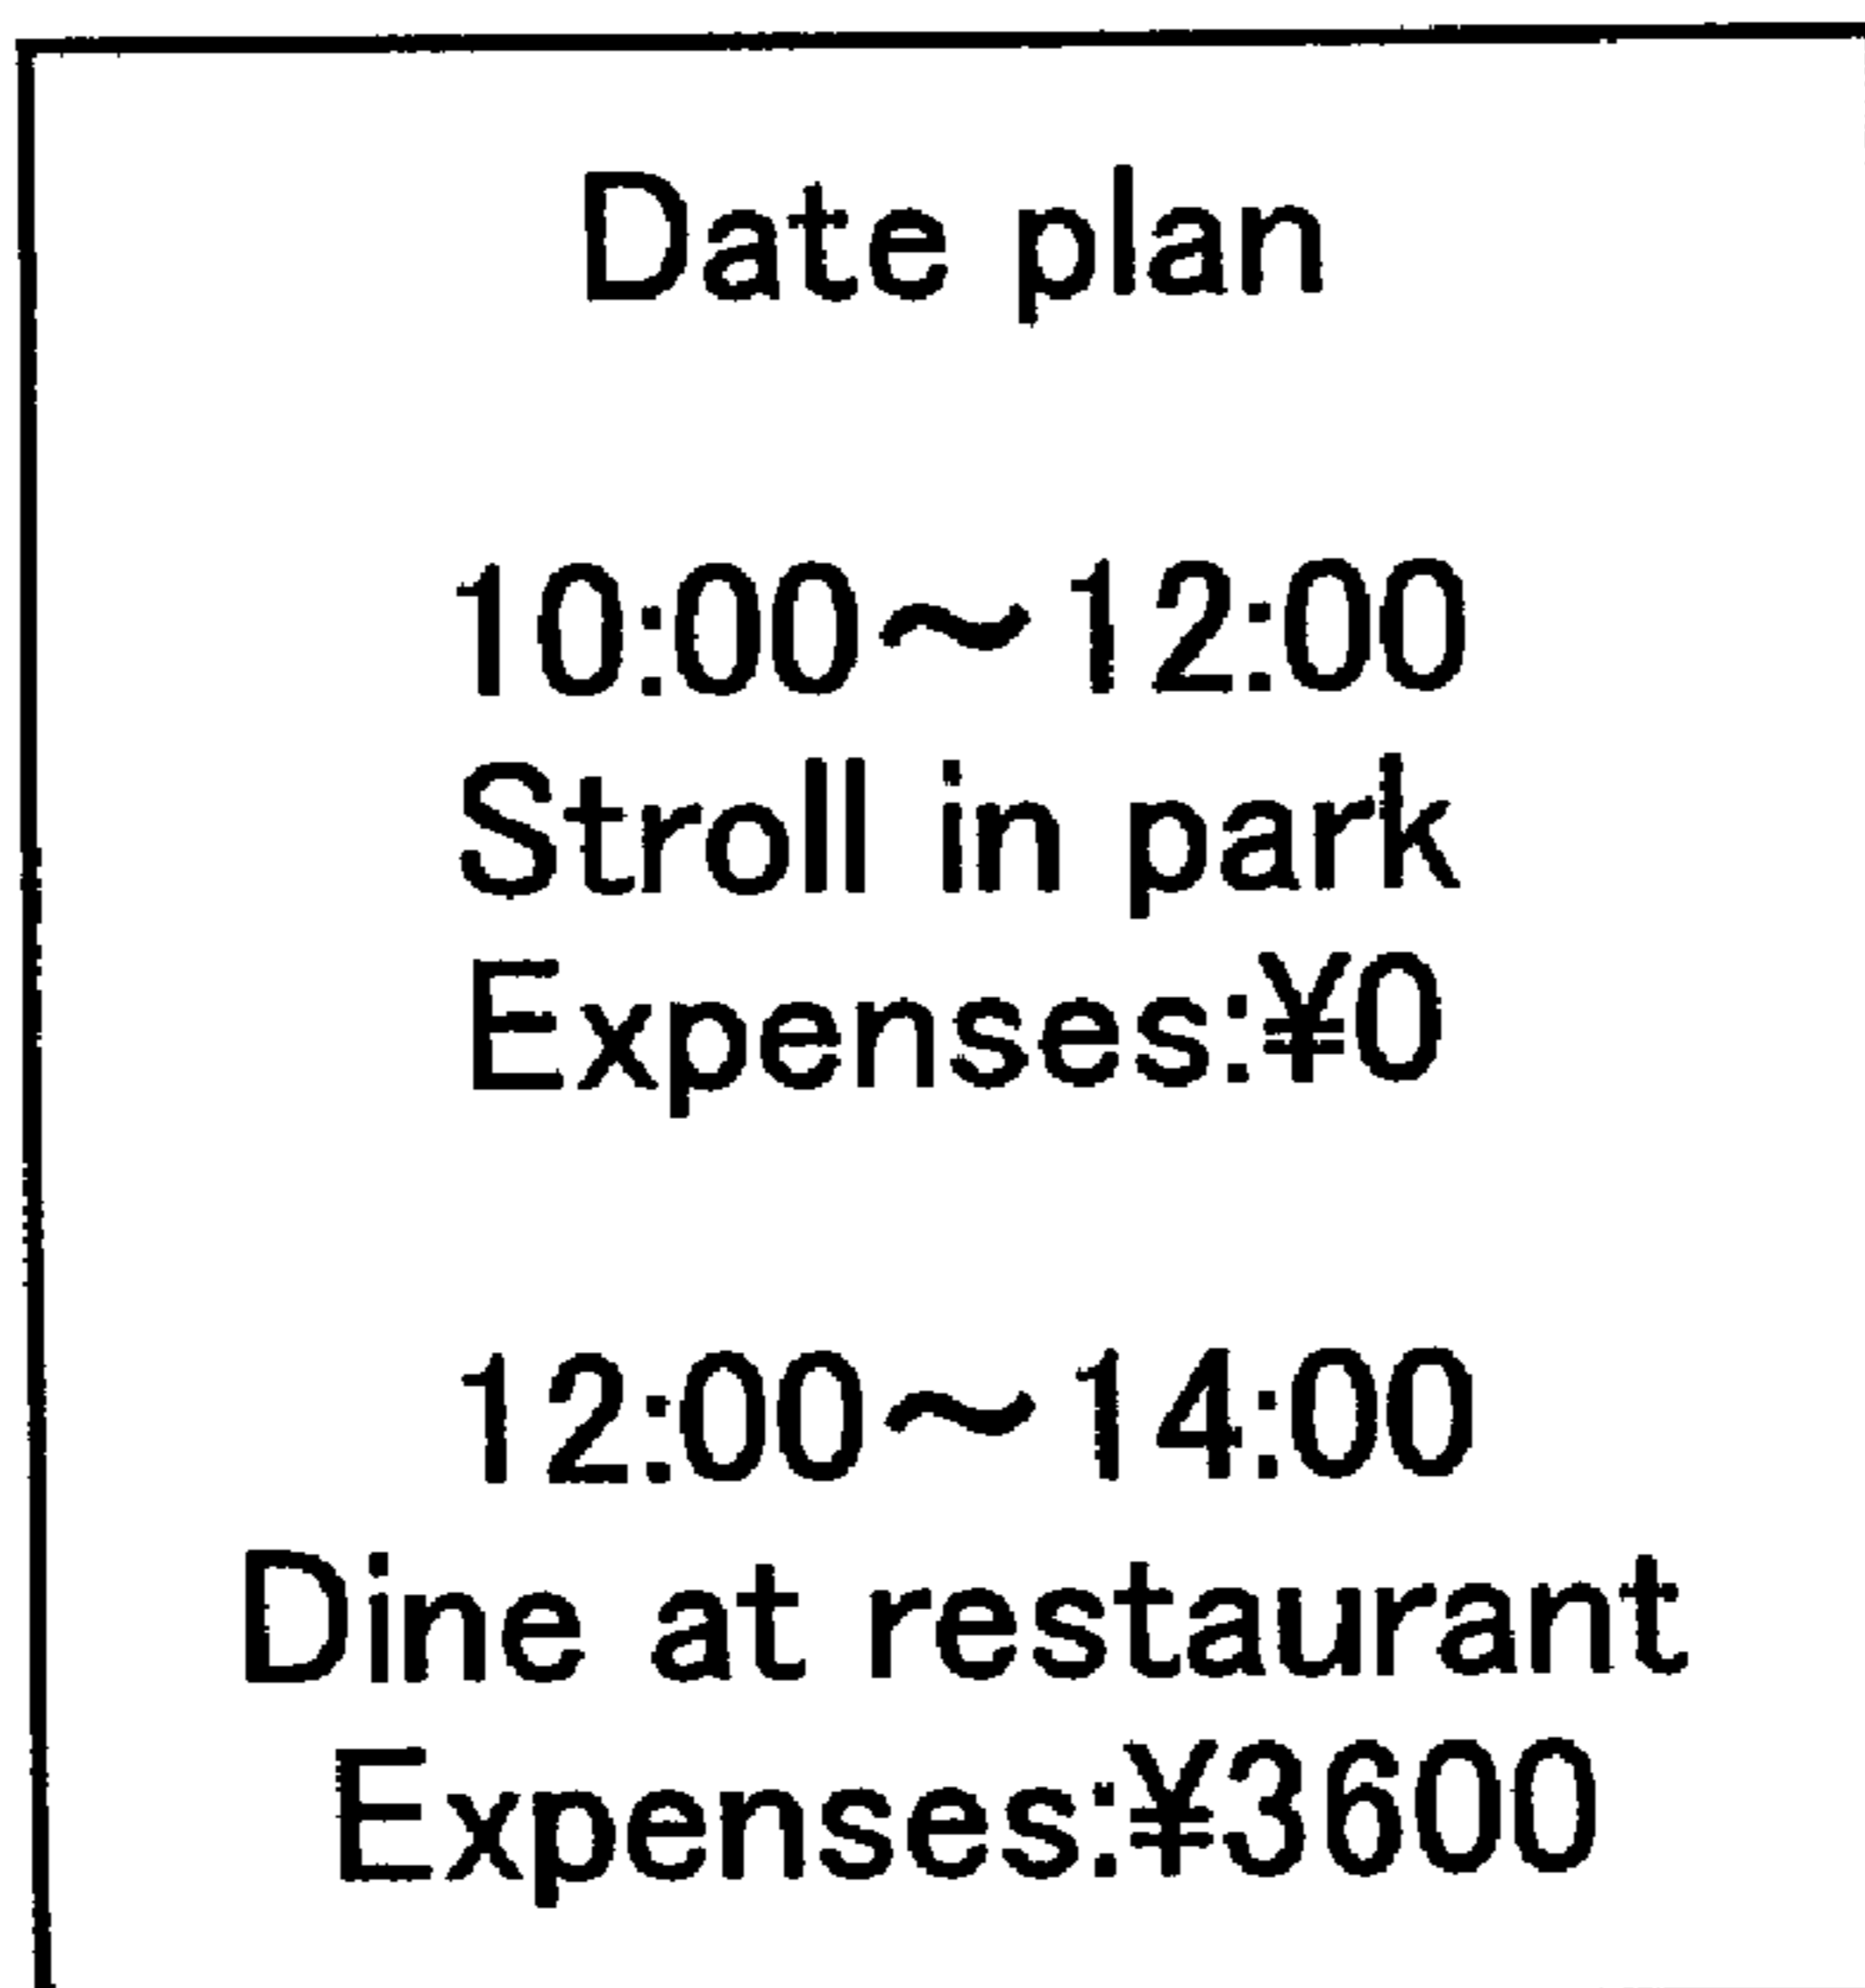 Date plan
10:00～12:00
Stroll in park
Expenses:¥0
12:00～14:00
Dine at restaurant
Expenses:¥3600